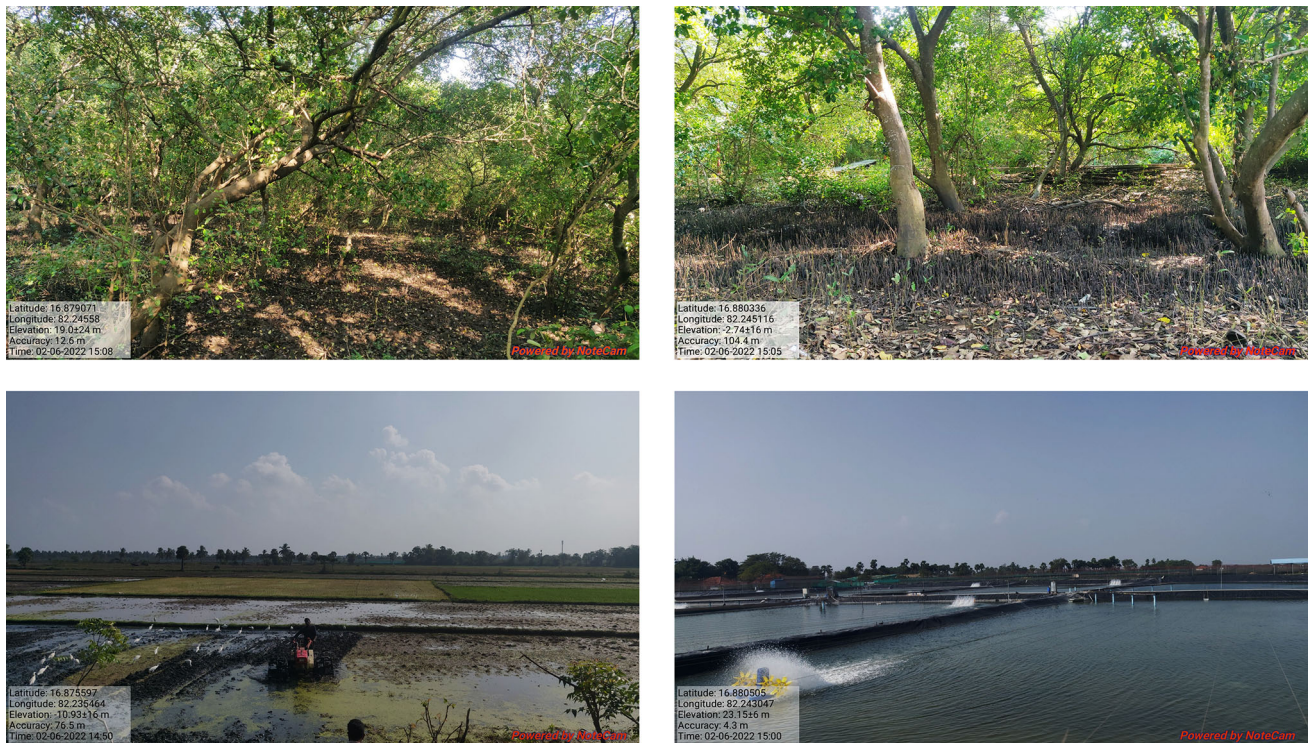 Latitude: 16.879071
Longitude: 82.24558
Elevation: 19.0±24 m
Accuracy: 12.6 m
Time: 02-06-2022 15:08
Powered by NoteCam
Latitude: 16.880336
Longitude: 82.245116
Elevation: -2.74±16 m
Accuracy: 104.4 m
Time: 02-06-2022 15:05
Powered by NoteCam
Latitude: 16.875597
Longitude: 82.235464
Elevation: -10.93±16 m
Accuracy: 76.5 m
Time: 02-06-2022 14:50
Powered by NoteCam
Latitude: 16.880505
Longitude: 82.243047
Elevation: 23.15±6 m
Accuracy: 4.3 m
Time: 02-06-2022 15:00
Powered by NoteCam